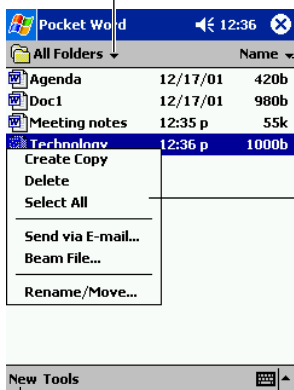 Pocket Word 12:36
All Folders Name
Agenda 12/17/01 420b
Doc1 12/17/01 980b
Meeting notes 12:35 p 55k
Technology 12:36 p 1000b
Create Copy
Delete
Select All
Send via E-mail...
Beam File...
Rename/Move...
New Tools